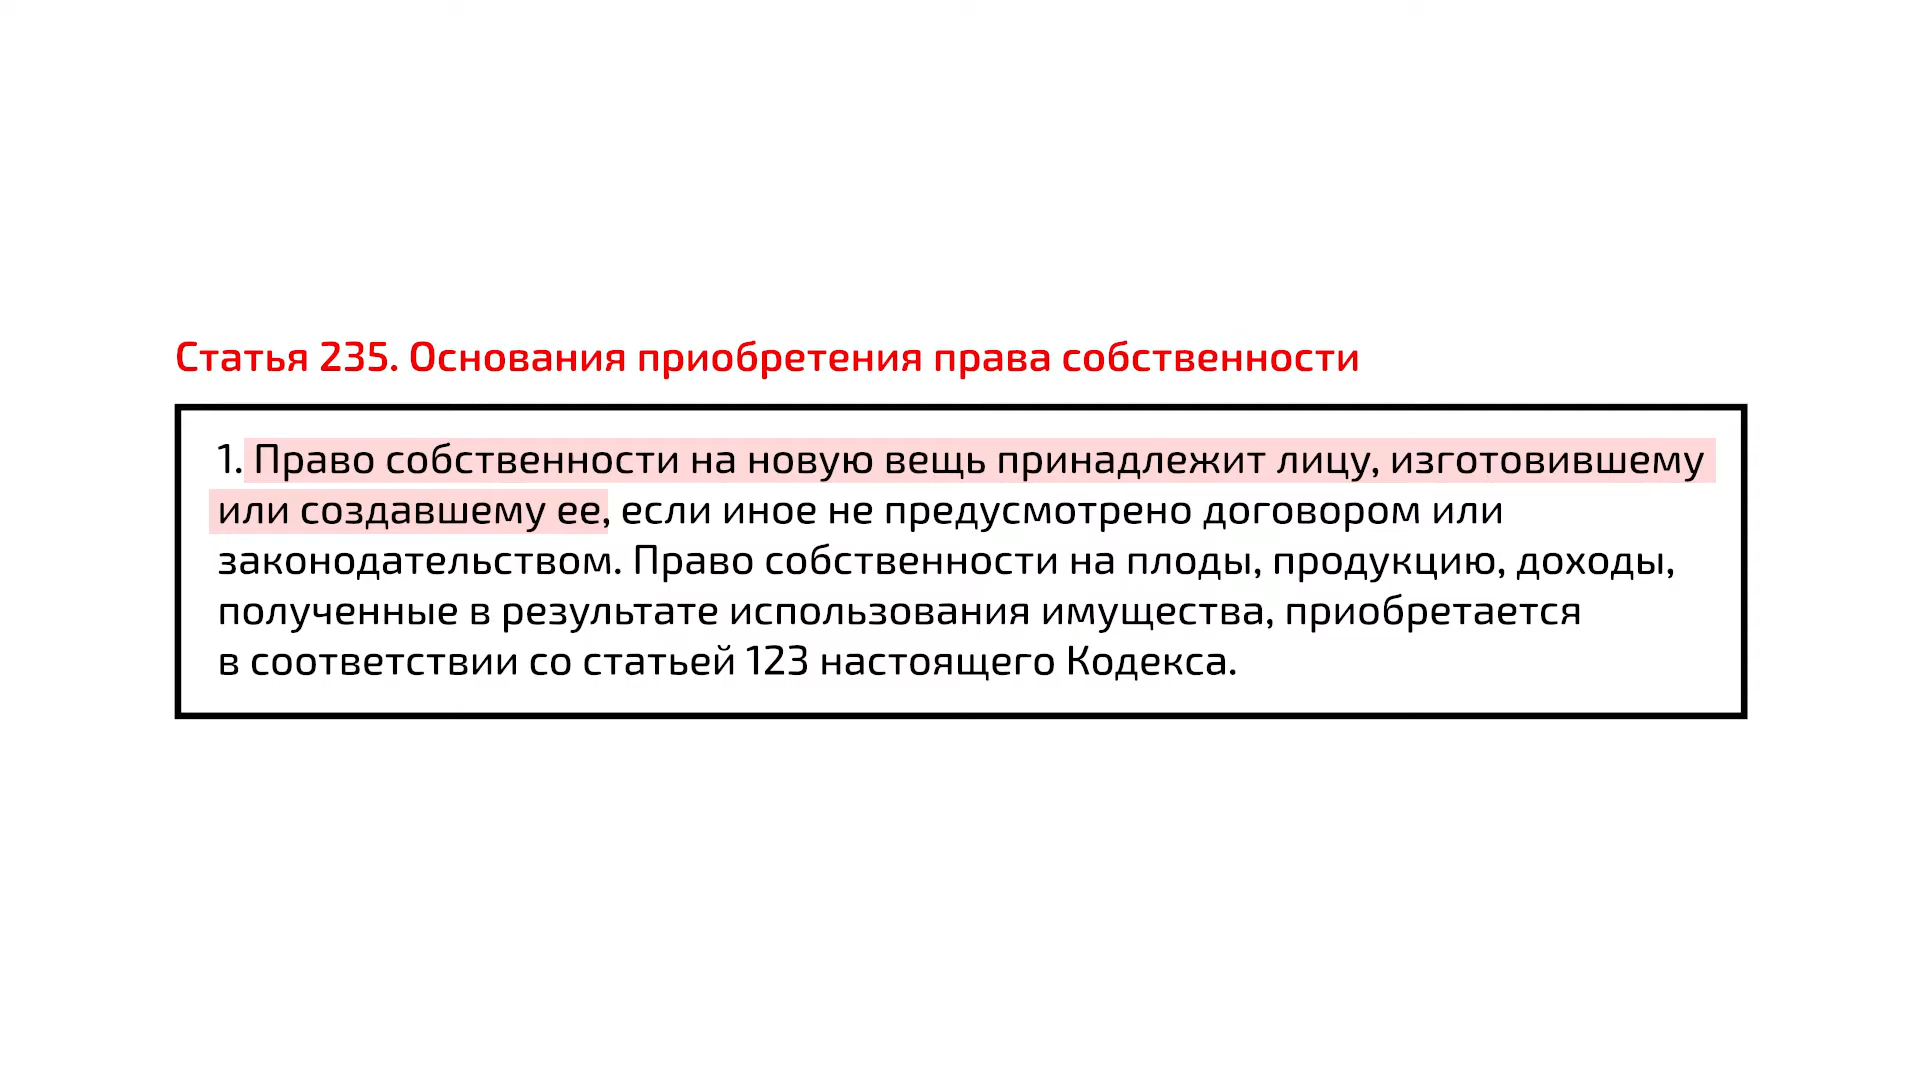 Статья 235. Основания приобретения права собственности
1. Право собственности на новую вещь принадлежит лицу, изготовившему
или создавшему ее, если иное не предусмотрено договором или
законодательством. Право собственности на плоды, продукцию, доходы,
полученные в результате использования имущества, приобретается
в соответствии со статьей 123 настоящего Кодекса.